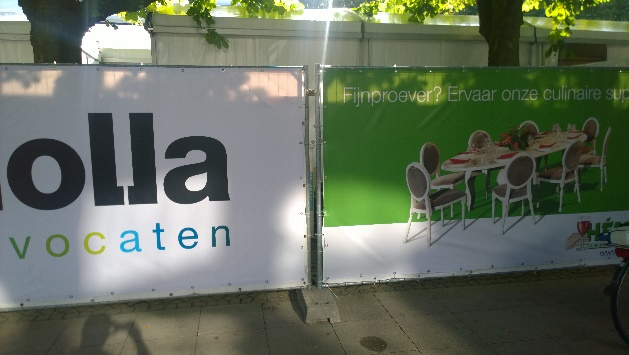 olla
vocaten
Fijnproever? Ervaar onze culinaire sup